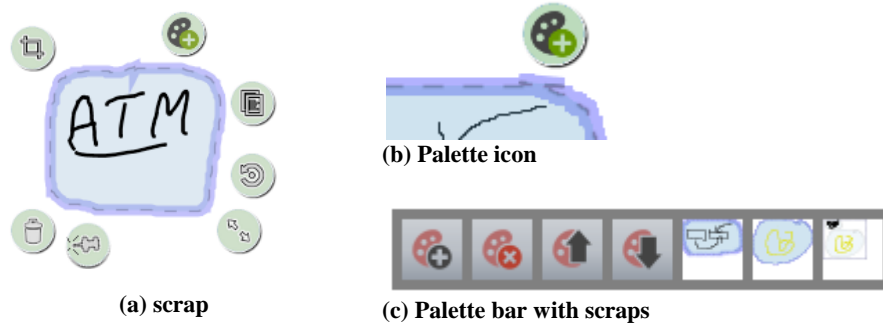 ATM
(a) scrap
(b) Palette icon
(c) Palette bar with scraps